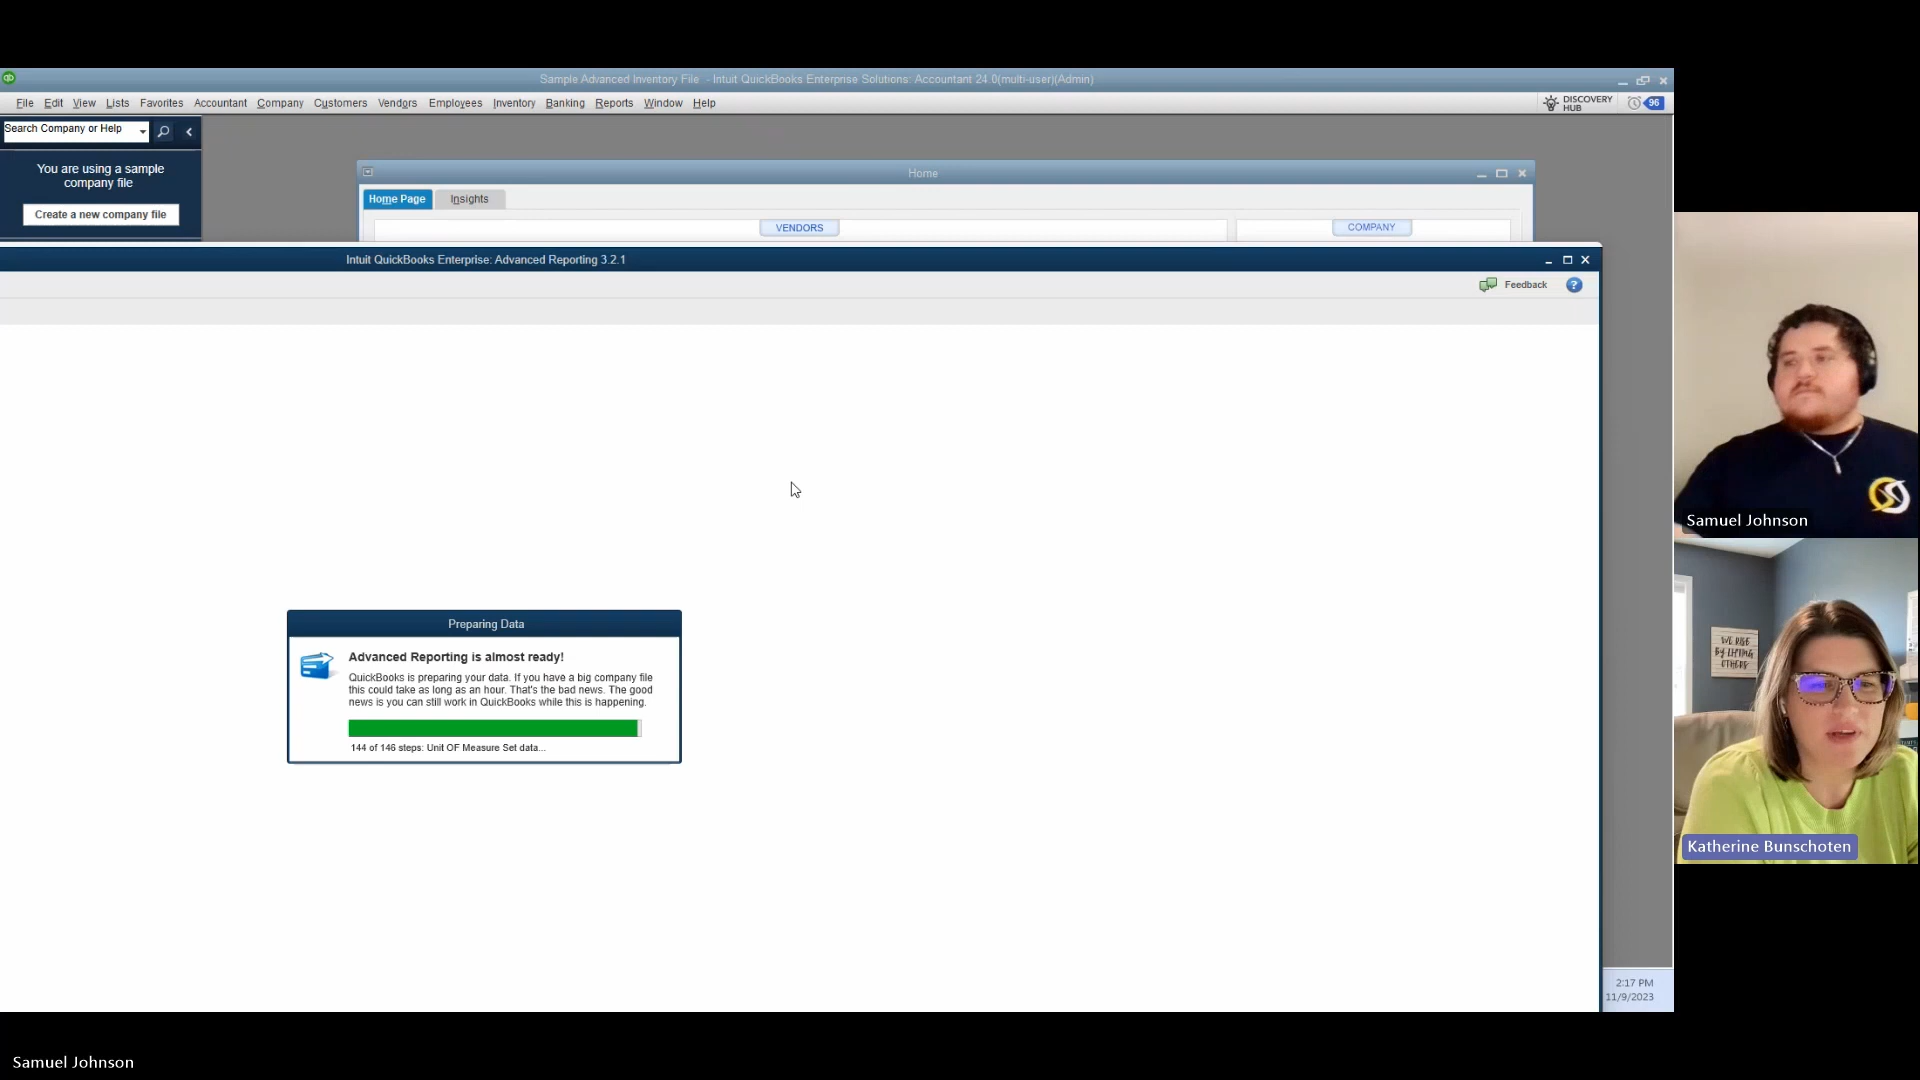 Sample Advanced Inventory File - Intuit QuickBooks Enterprise Solutions: Accountant 24.0(multi-user)(Admin)
File Edit View Lists Favorites Accountant Company Customers Vendors Employees Inventory Banking Reports Window Help
DISCOVERY
HUB
96
Search Company or Help
You are using a sample
company file
Create a new company file
Home
Home Page
Insights
VENDORS
COMPANY
Intuit QuickBooks Enterprise: Advanced Reporting 3.2.1
Feedback
?
Preparing Data
Advanced Reporting is almost ready!
QuickBooks is preparing your data. If you have a big company file
this could take as long as an hour. That's the bad news. The good
news is you can still work in QuickBooks while this is happening.
144 of 146 steps: Unit OF Measure Set data...
2:17 PM
11/9/2023
Samuel Johnson
WE RISE
BY LIFTING
OTHERS
Katherine Bunschoten
Samuel Johnson